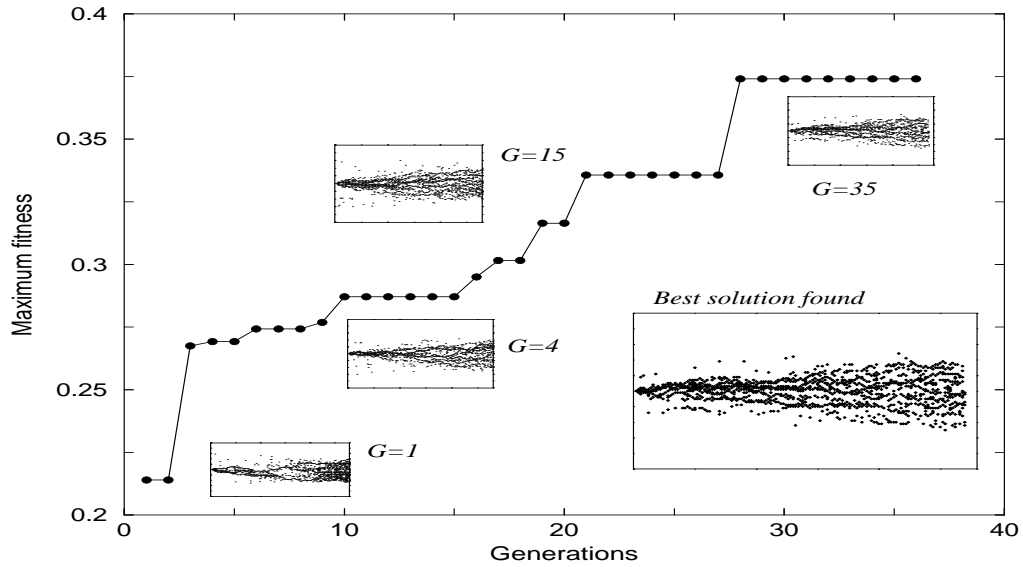 0.4
0.35
0.3
0.25
0.2
Maximum fitness
G=15
G=35
G=4
G=1
Best solution found
0
10
20
30
40
Generations